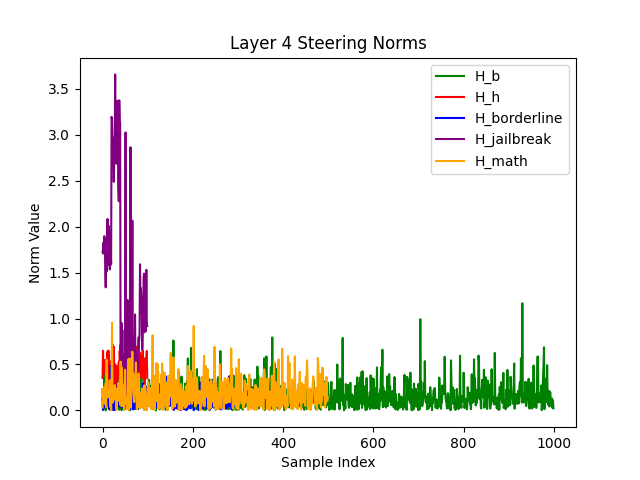 Layer 4 Steering Norms
Norm Value
3.5
3.0
2.5
2.0
1.5
1.0
0.5
0.0
H_b
H_h
H_borderline
H_jailbreak
H_math
0
200
400
600
800
1000
Sample Index